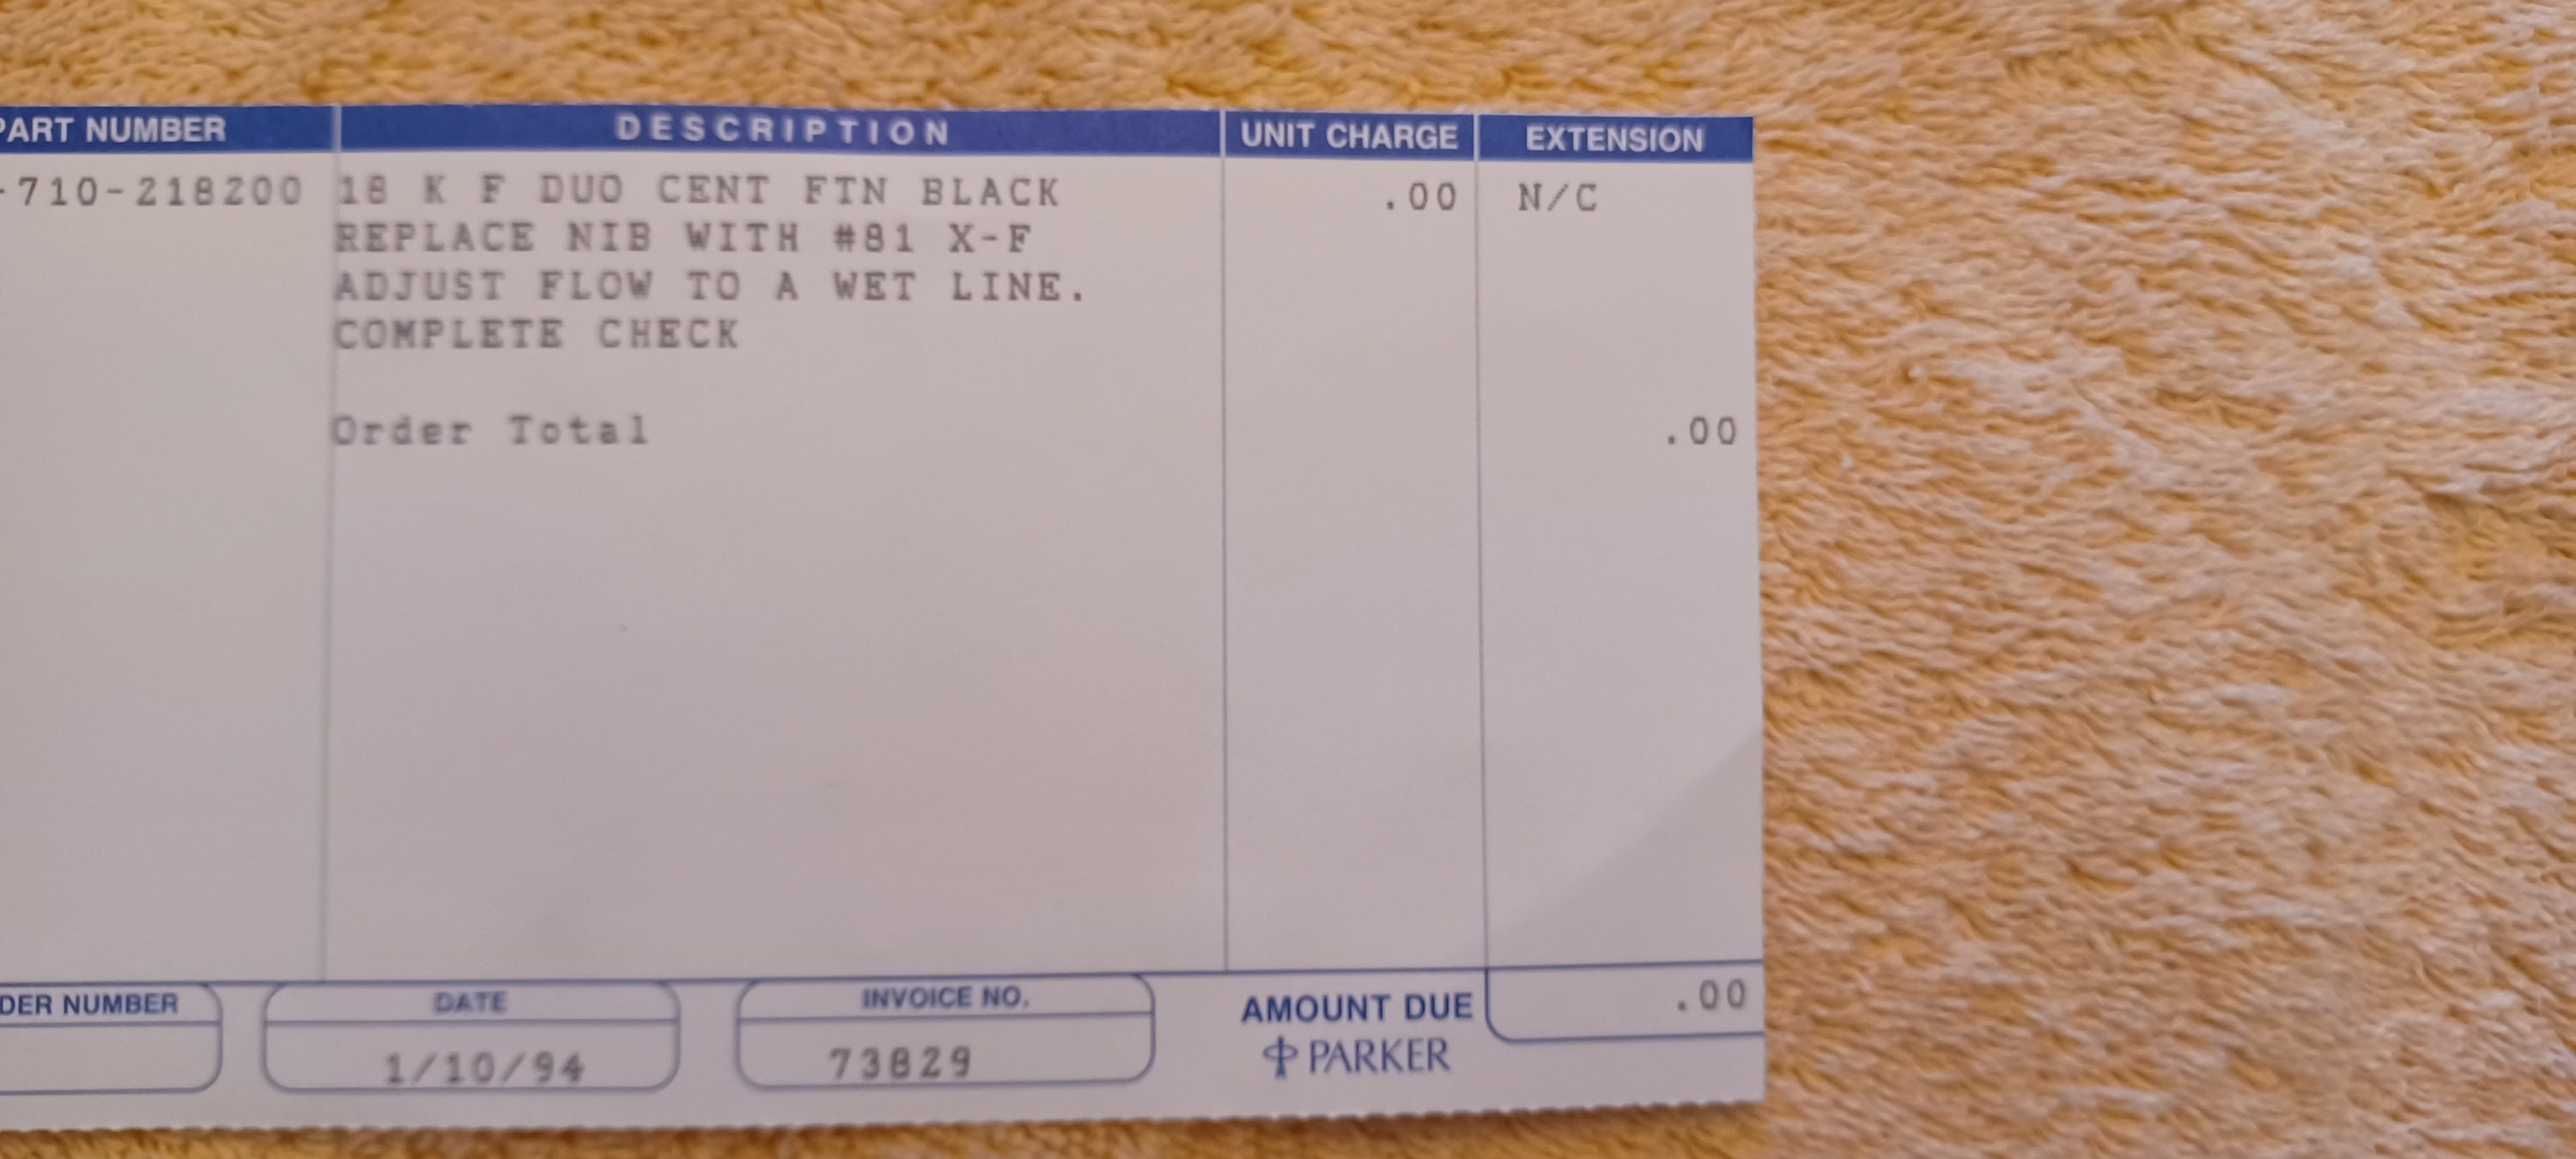 PART NUMBER DESCRIPTION UNIT CHARGE EXTENSION
-710-218200 18 K F DUO CENT FTN BLACK .00 N/C
REPLACE NIB WITH #81 X-F
ADJUST FLOW TO A WET LINE.
COMPLETE CHECK
Order Total .00
DER NUMBER DATE INVOICE NO. AMOUNT DUE .00
1/10/94 73829 PARKER